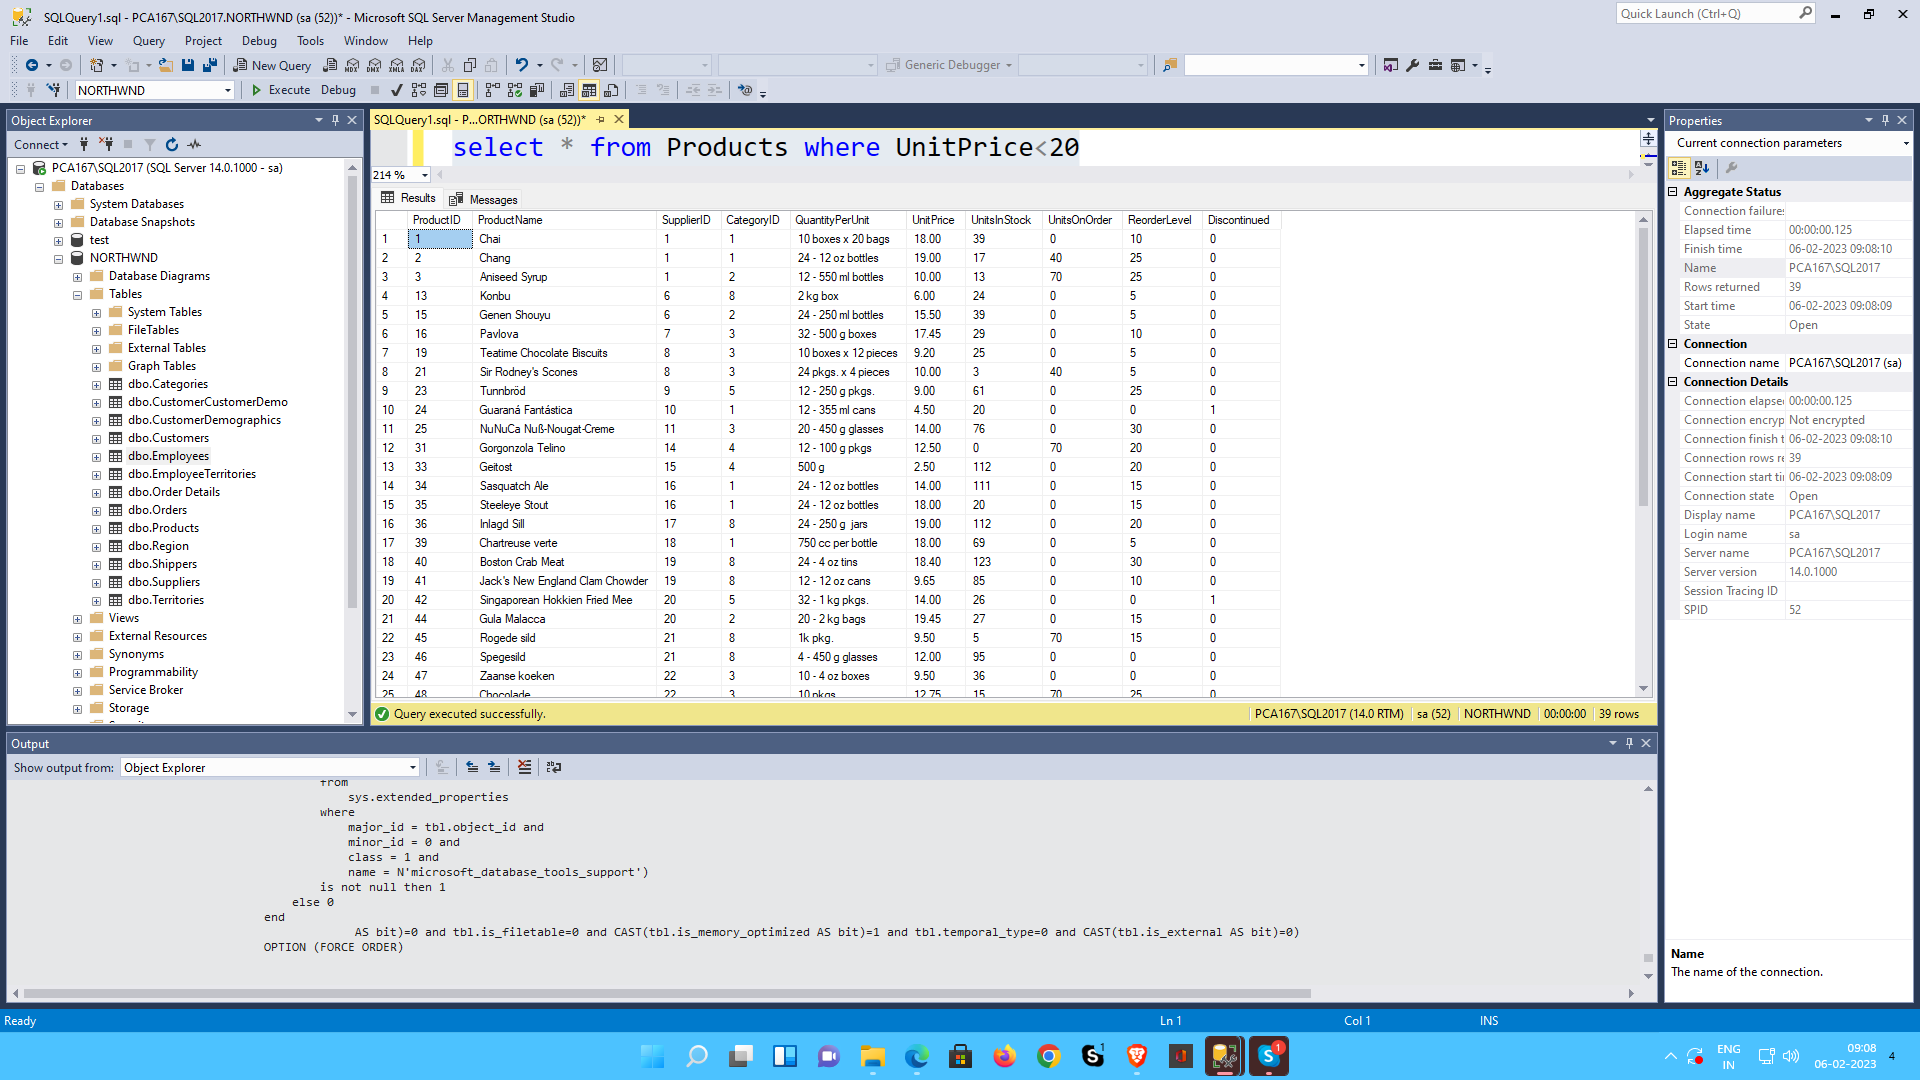 SQLQuery1.sql - PCA167\SQL2017.NORTHWND (sa (52))* - Microsoft SQL Server Management Studio
Quick Launch (Ctrl+Q)
File Edit View Query Project Debug Tools Window Help
New Query MDX DMX XMLA DAX Generic Debugger
NORTHWND Execute Debug
Object Explorer
Connect
PCA167\SQL2017 (SQL Server 14.0.1000 - sa)
Databases
System Databases
Database Snapshots
test
NORTHWND
Database Diagrams
Tables
System Tables
FileTables
External Tables
Graph Tables
dbo.Categories
dbo.CustomerCustomerDemo
dbo.CustomerDemographics
dbo.Customers
dbo.Employees
dbo.EmployeeTerritories
dbo.Order Details
dbo.Orders
dbo.Products
dbo.Region
dbo.Shippers
dbo.Suppliers
dbo.Territories
Views
External Resources
Synonyms
Programmability
Service Broker
Storage
SQLQuery1.sql - P...ORTHWND (sa (52))*
select * from Products where UnitPrice<20
214 %
Results Messages
ProductID ProductName SupplierID CategoryID QuantityPerUnit UnitPrice UnitsInStock UnitsOnOrder ReorderLevel Discontinued
1 1 Chai 1 1 10 boxes x 20 bags 18.00 39 0 10 0
2 2 Chang 1 1 24 - 12 oz bottles 19.00 17 40 25 0
3 3 Aniseed Syrup 1 2 12 - 550 ml bottles 10.00 13 70 25 0
4 13 Konbu 6 8 2 kg box 6.00 24 0 5 0
5 15 Genen Shouyu 6 2 24 - 250 ml bottles 15.50 39 0 5 0
6 16 Pavlova 7 3 32 - 500 g boxes 17.45 29 0 10 0
7 19 Teatime Chocolate Biscuits 8 3 10 boxes x 12 pieces 9.20 25 0 5 0
8 21 Sir Rodney's Scones 8 3 24 pkgs. x 4 pieces 10.00 3 40 5 0
9 23 Tunnbröd 9 5 12 - 250 g pkgs. 9.00 61 0 25 0
10 24 Guaraná Fantástica 10 1 12 - 355 ml cans 4.50 20 0 0 1
11 25 NuNuCa Nuß-Nougat-Creme 11 3 20 - 450 g glasses 14.00 76 0 30 0
12 31 Gorgonzola Telino 14 4 12 - 100 g pkgs 12.50 0 70 20 0
13 33 Geitost 15 4 500 g 2.50 112 0 20 0
14 34 Sasquatch Ale 16 1 24 - 12 oz bottles 14.00 111 0 15 0
15 35 Steeleye Stout 16 1 24 - 12 oz bottles 18.00 20 0 15 0
16 36 Inlagd Sill 17 8 24 - 250 g jars 19.00 112 0 20 0
17 39 Chartreuse verte 18 1 750 cc per bottle 18.00 69 0 5 0
18 40 Boston Crab Meat 19 8 24 - 4 oz tins 18.40 123 0 30 0
19 41 Jack's New England Clam Chowder 19 8 12 - 12 oz cans 9.65 85 0 10 0
20 42 Singaporean Hokkien Fried Mee 20 5 32 - 1 kg pkgs. 14.00 26 0 0 1
21 44 Gula Malacca 20 2 20 - 2 kg bags 19.45 27 0 15 0
22 45 Rogede sild 21 8 1k pkg. 9.50 5 70 15 0
23 46 Spegesild 21 8 4 - 450 g glasses 12.00 95 0 0 0
24 47 Zaanse koeken 22 3 10 - 4 oz boxes 9.50 36 0 0 0
25 48 Chocolade 22 3 10 pkgs 12.75 15 70 25 0
Query executed successfully. PCA167\SQL2017 (14.0 RTM) sa (52) NORTHWND 00:00:00 39 rows
Properties
Current connection parameters
Aggregate Status
Connection failures
Elapsed time 00:00:00.125
Finish time 06-02-2023 09:08:10
Name PCA167\SQL2017
Rows returned 39
Start time 06-02-2023 09:08:09
State Open
Connection
Connection name PCA167\SQL2017 (sa)
Connection Details
Connection elapse 00:00:00.125
Connection encryp Not encrypted
Connection finish t 06-02-2023 09:08:10
Connection rows re 39
Connection start ti 06-02-2023 09:08:09
Connection state Open
Display name PCA167\SQL2017
Login name sa
Server name PCA167\SQL2017
Server version 14.0.1000
Session Tracing ID
SPID 52
Name
The name of the connection.
Output
Show output from: Object Explorer
from
sys.extended_properties
where
major_id = tbl.object_id and
minor_id = 0 and
class = 1 and
name = N'microsoft_database_tools_support')
is not null then 1
else 0
end
AS bit)=0 and tbl.is_filetable=0 and CAST(tbl.is_memory_optimized AS bit)=1 and tbl.temporal_type=0 and CAST(tbl.is_external AS bit)=0)
OPTION (FORCE ORDER)
Ready Ln 1 Col 1 INS
ENG
IN
09:08
06-02-2023
4